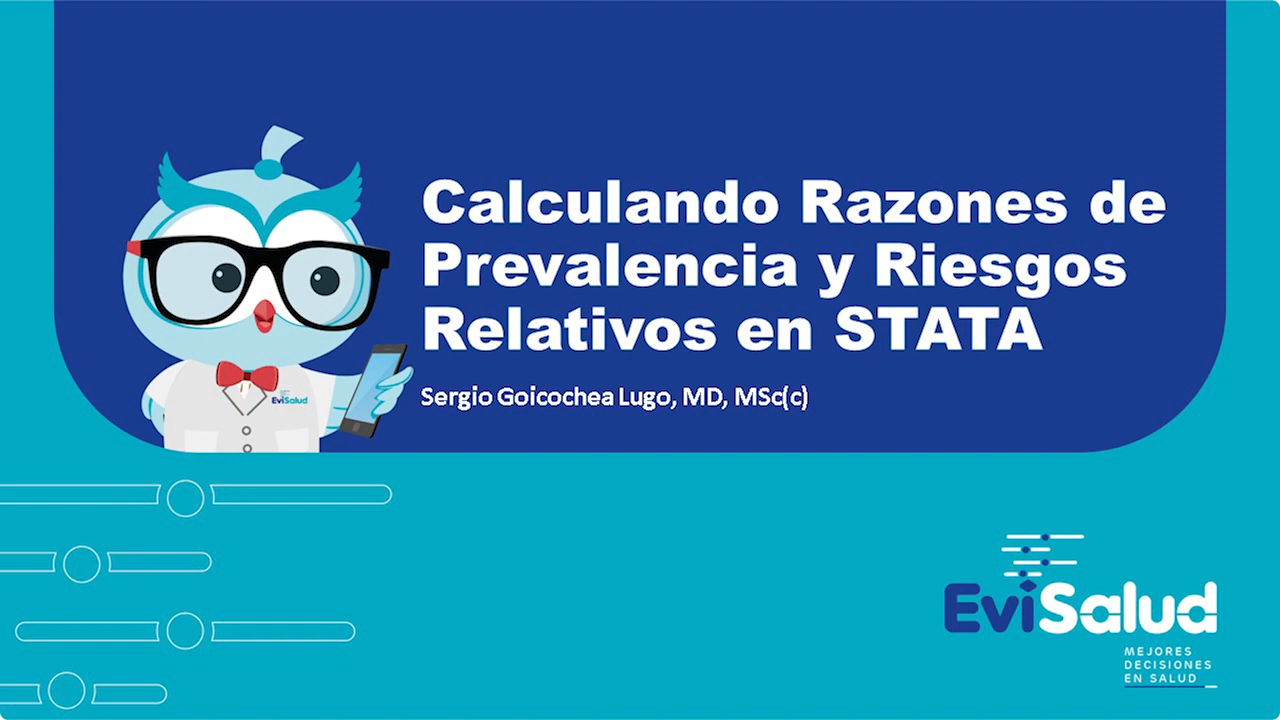 Calculando Razones de
Prevalencia y Riesgos
Relativos en STATA
Sergio Goicochea Lugo, MD, MSc(c)
EviSalud
EviSalud
MEJORES
DECISIONES
EN SALUD